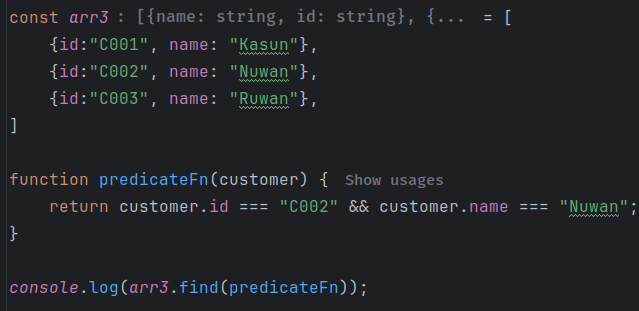 const arr3 : [{name: string, id: string}, {... = [
    {id:"C001", name: "Kasun"},
    {id:"C002", name: "Nuwan"},
    {id:"C003", name: "Ruwan"},
]
function predicateFn(customer) { Show usages
    return customer.id === "C002" && customer.name === "Nuwan";
}
console.log(arr3.find(predicateFn));